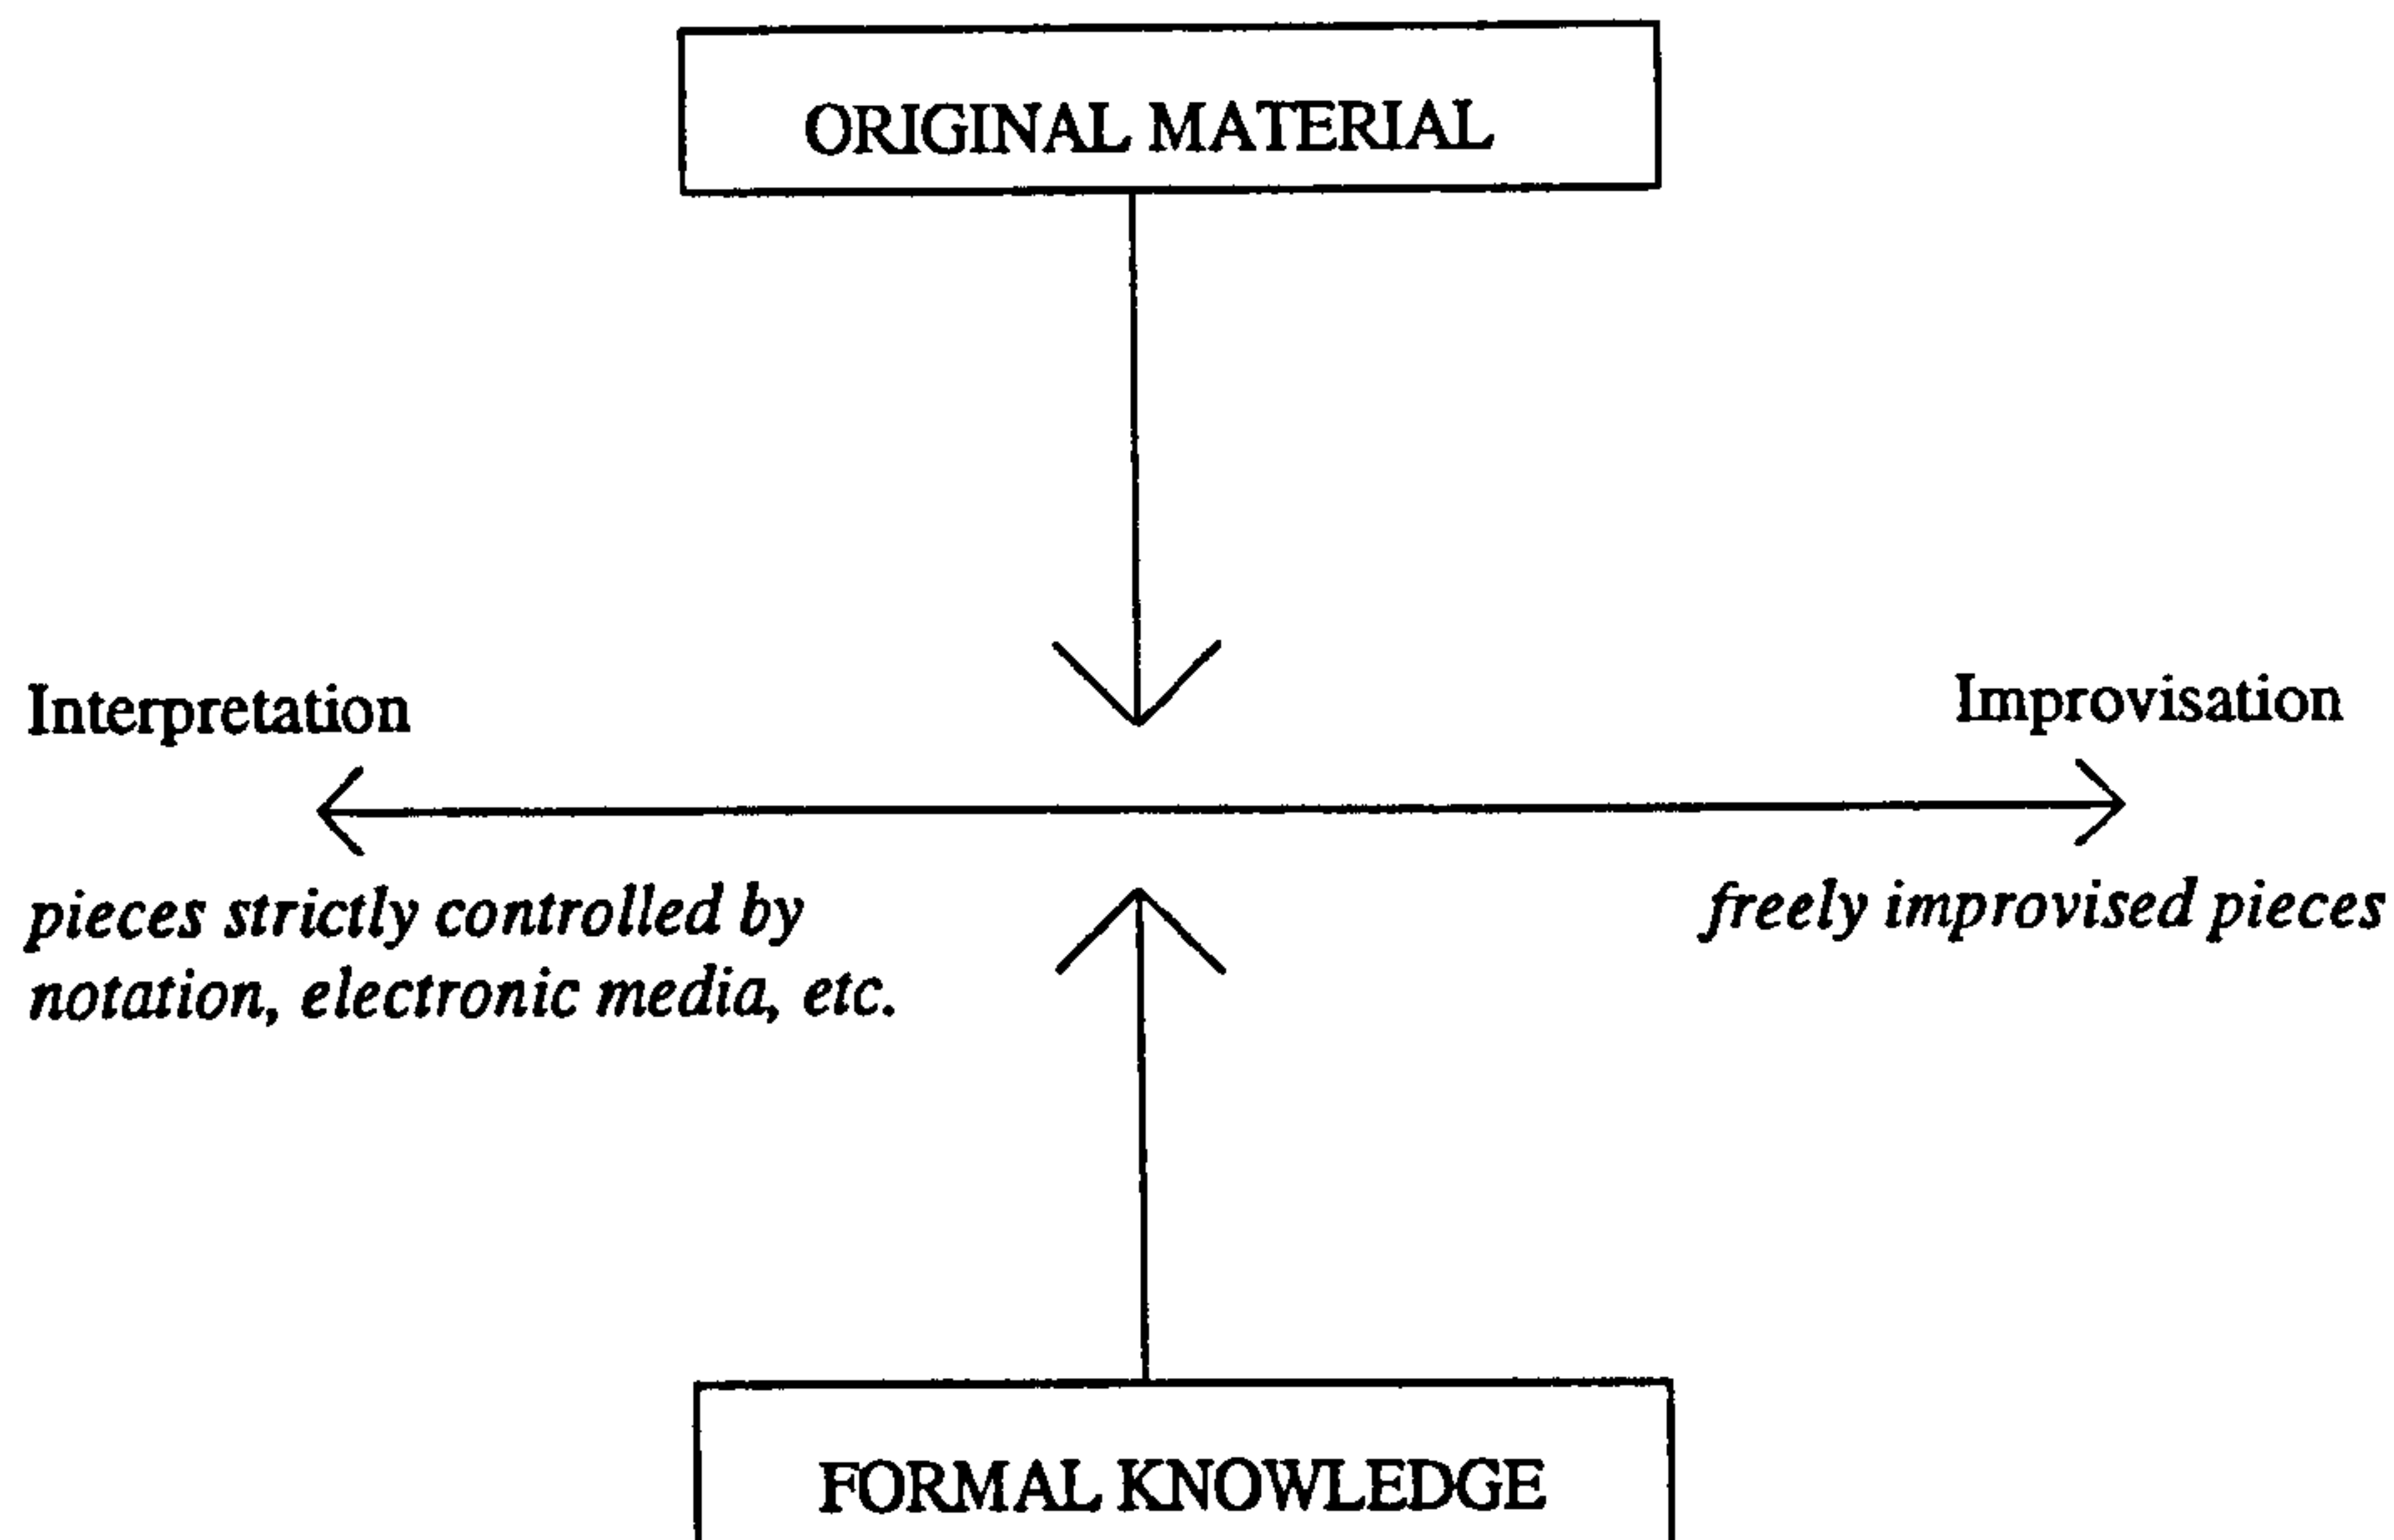 ORIGINAL MATERIAL
Interpretation
Improvisation
pieces strictly controlled by
notation, electronic media, etc.
freely improvised pieces
FORMAL KNOWLEDGE